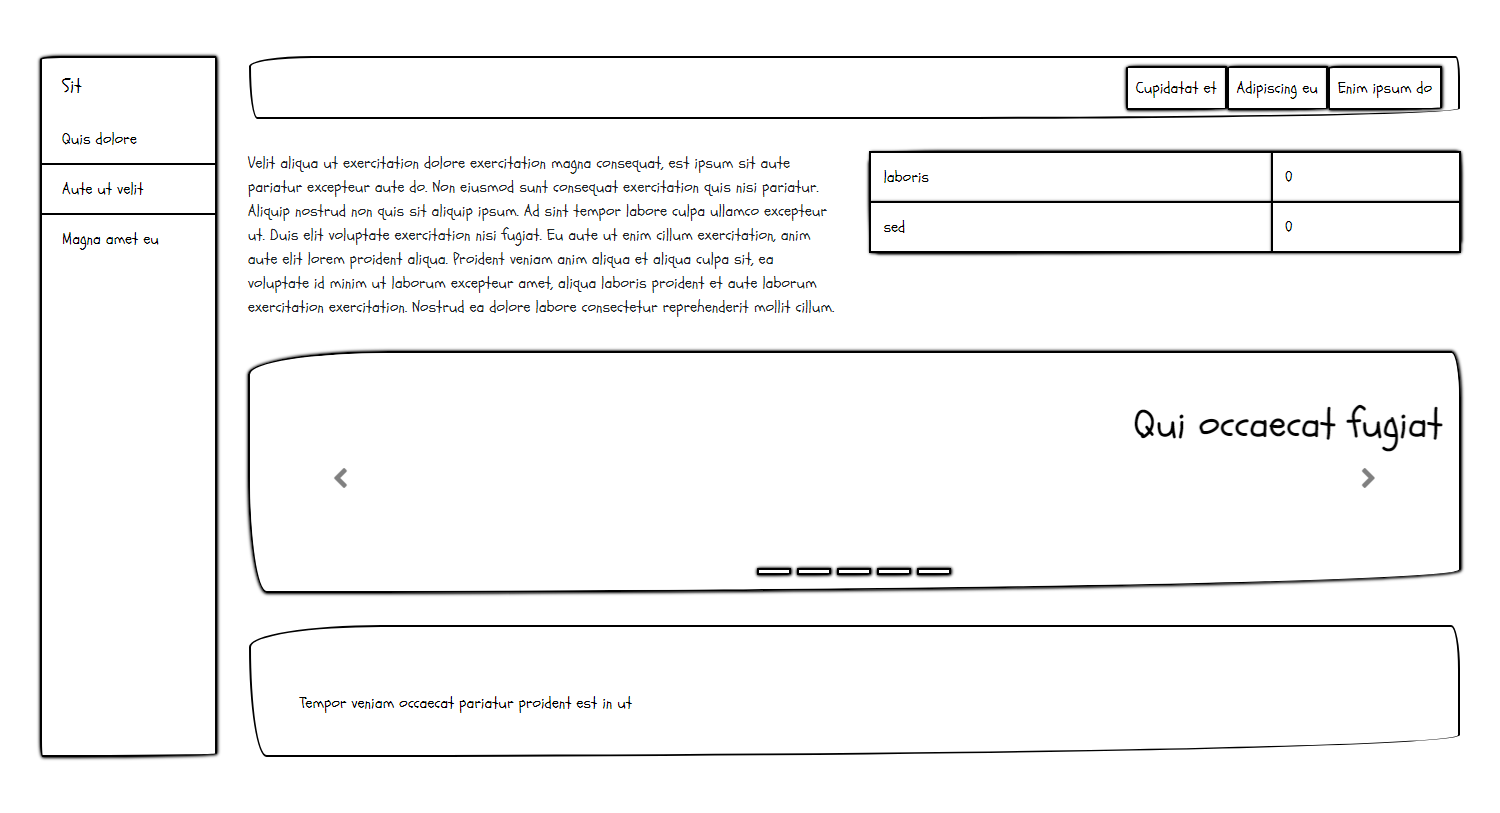 Sit
Quis dolore
Aute ut velit
Magna amet eu
Cupidatat et
Adipiscing eu
Enim ipsum do
Velit aliqua ut exercitation dolore exercitation magna consequat, est ipsum sit aute
pariatur excepteur aute do. Non eiusmod sunt consequat exercitation quis nisi pariatur.
Aliquip nostrud non quis sit aliquip ipsum. Ad sint tempor labore culpa ullamco excepteur
ut. Duis elit voluptate exercitation nisi fugiat. Eu aute ut enim cillum exercitation, anim
aute elit lorem proident aliqua. Proident veniam anim aliqua et aliqua culpa sit, ea
voluptate id minim ut laborum excepteur amet, aliqua laboris proident et aute laborum
exercitation exercitation. Nostrud ea dolore labore consectetur reprehenderit mollit cillum.
laboris 0
sed 0
Qui occaecat fugiat
Tempor veniam occaecat pariatur proident est in ut